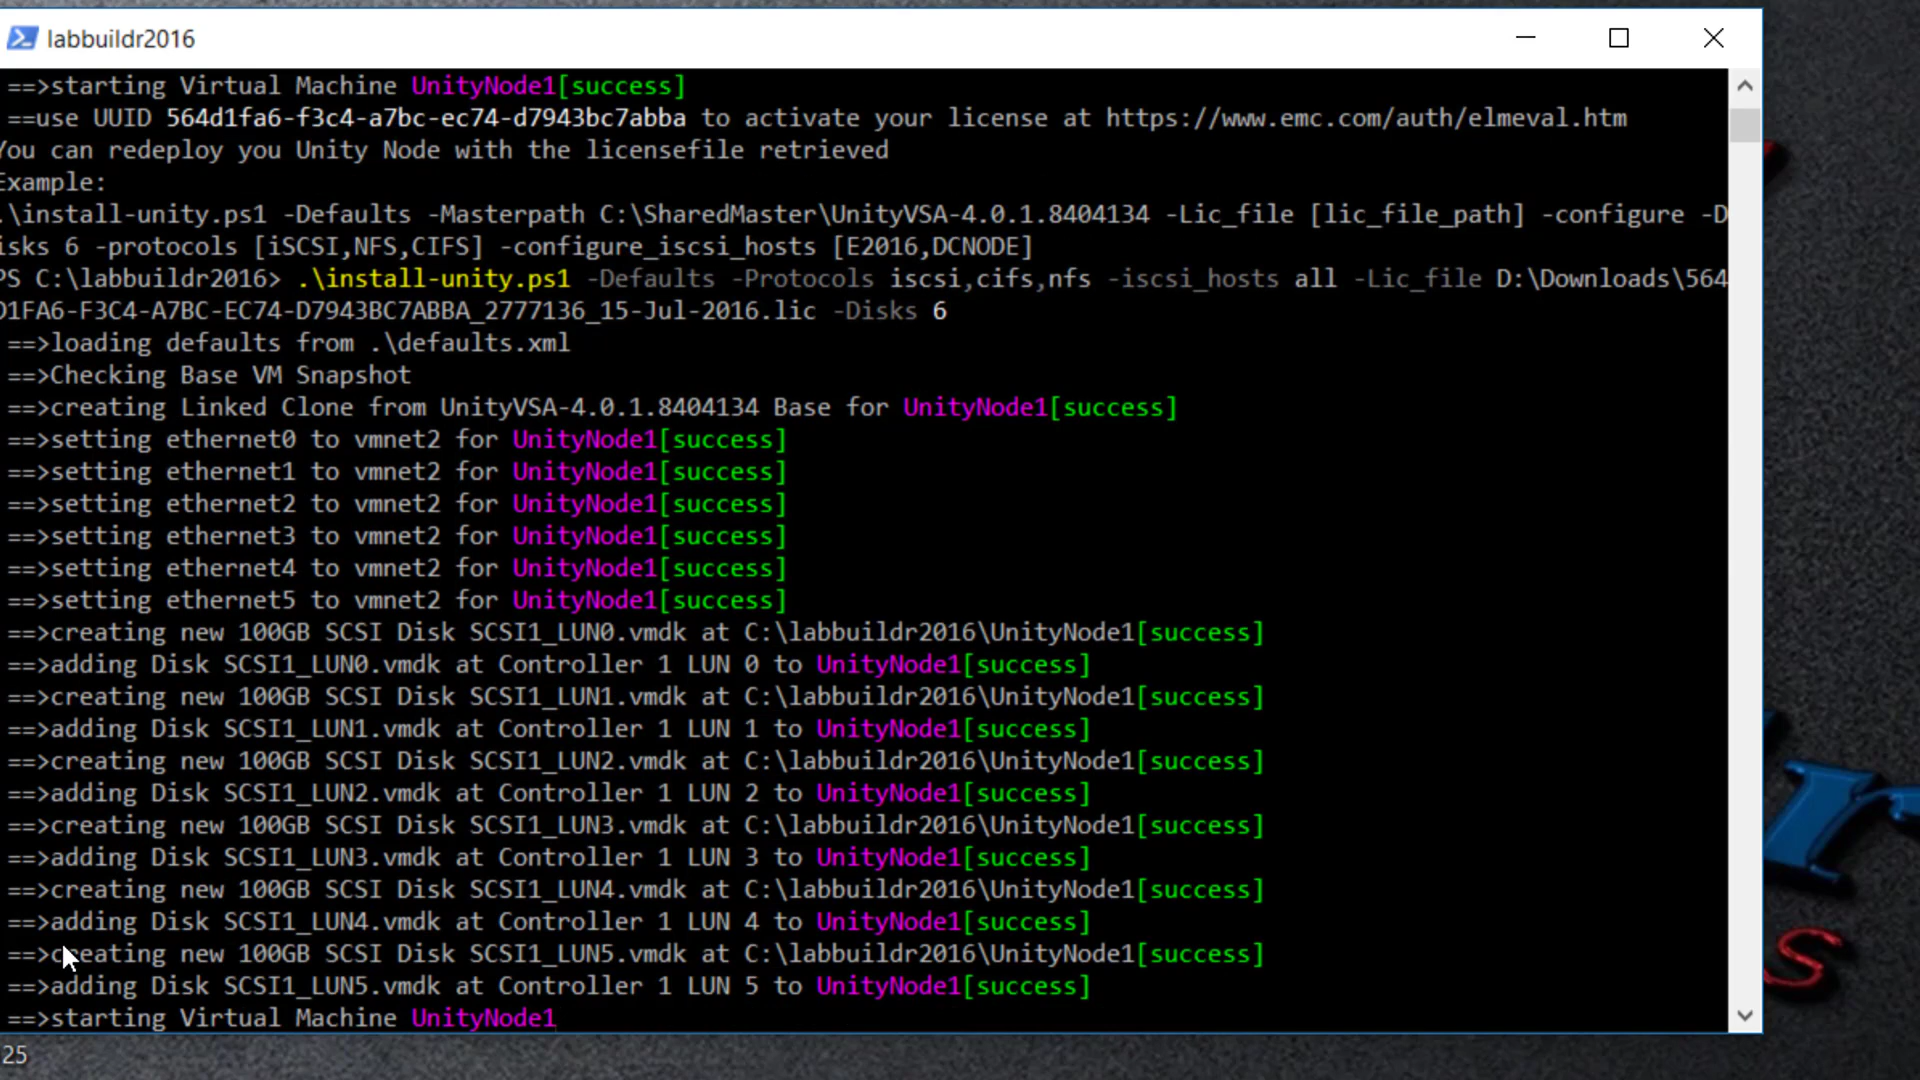 labbuildr2016
==>starting Virtual Machine UnityNode1[success]
==use UUID 564d1fa6-f3c4-a7bc-ec74-d7943bc7abba to activate your license at https://www.emc.com/auth/elmeval.htm
You can redeploy you Unity Node with the licensefile retrieved
Example:
.\install-unity.ps1 -Defaults -Masterpath C:\SharedMaster\UnityVSA-4.0.1.8404134 -Lic_file [lic_file_path] -configure -D
isks 6 -protocols [iSCSI,NFS,CIFS] -configure_iscsi_hosts [E2016,DCNODE]
PS C:\labbuildr2016> .\install-unity.ps1 -Defaults -Protocols iscsi,cifs,nfs -iscsi_hosts all -Lic_file D:\Downloads\564
D1FA6-F3C4-A7BC-EC74-D7943BC7ABBA_2777136_15-Jul-2016.lic -Disks 6
==>loading defaults from .\defaults.xml
==>Checking Base VM Snapshot
==>creating Linked Clone from UnityVSA-4.0.1.8404134 Base for UnityNode1[success]
==>setting ethernet0 to vmnet2 for UnityNode1[success]
==>setting ethernet1 to vmnet2 for UnityNode1[success]
==>setting ethernet2 to vmnet2 for UnityNode1[success]
==>setting ethernet3 to vmnet2 for UnityNode1[success]
==>setting ethernet4 to vmnet2 for UnityNode1[success]
==>setting ethernet5 to vmnet2 for UnityNode1[success]
==>creating new 100GB SCSI Disk SCSI1_LUN0.vmdk at C:\labbuildr2016\UnityNode1[success]
==>adding Disk SCSI1_LUN0.vmdk at Controller 1 LUN 0 to UnityNode1[success]
==>creating new 100GB SCSI Disk SCSI1_LUN1.vmdk at C:\labbuildr2016\UnityNode1[success]
==>adding Disk SCSI1_LUN1.vmdk at Controller 1 LUN 1 to UnityNode1[success]
==>creating new 100GB SCSI Disk SCSI1_LUN2.vmdk at C:\labbuildr2016\UnityNode1[success]
==>adding Disk SCSI1_LUN2.vmdk at Controller 1 LUN 2 to UnityNode1[success]
==>creating new 100GB SCSI Disk SCSI1_LUN3.vmdk at C:\labbuildr2016\UnityNode1[success]
==>adding Disk SCSI1_LUN3.vmdk at Controller 1 LUN 3 to UnityNode1[success]
==>creating new 100GB SCSI Disk SCSI1_LUN4.vmdk at C:\labbuildr2016\UnityNode1[success]
==>adding Disk SCSI1_LUN4.vmdk at Controller 1 LUN 4 to UnityNode1[success]
==>creating new 100GB SCSI Disk SCSI1_LUN5.vmdk at C:\labbuildr2016\UnityNode1[success]
==>adding Disk SCSI1_LUN5.vmdk at Controller 1 LUN 5 to UnityNode1[success]
==>starting Virtual Machine UnityNode1
25
r
s